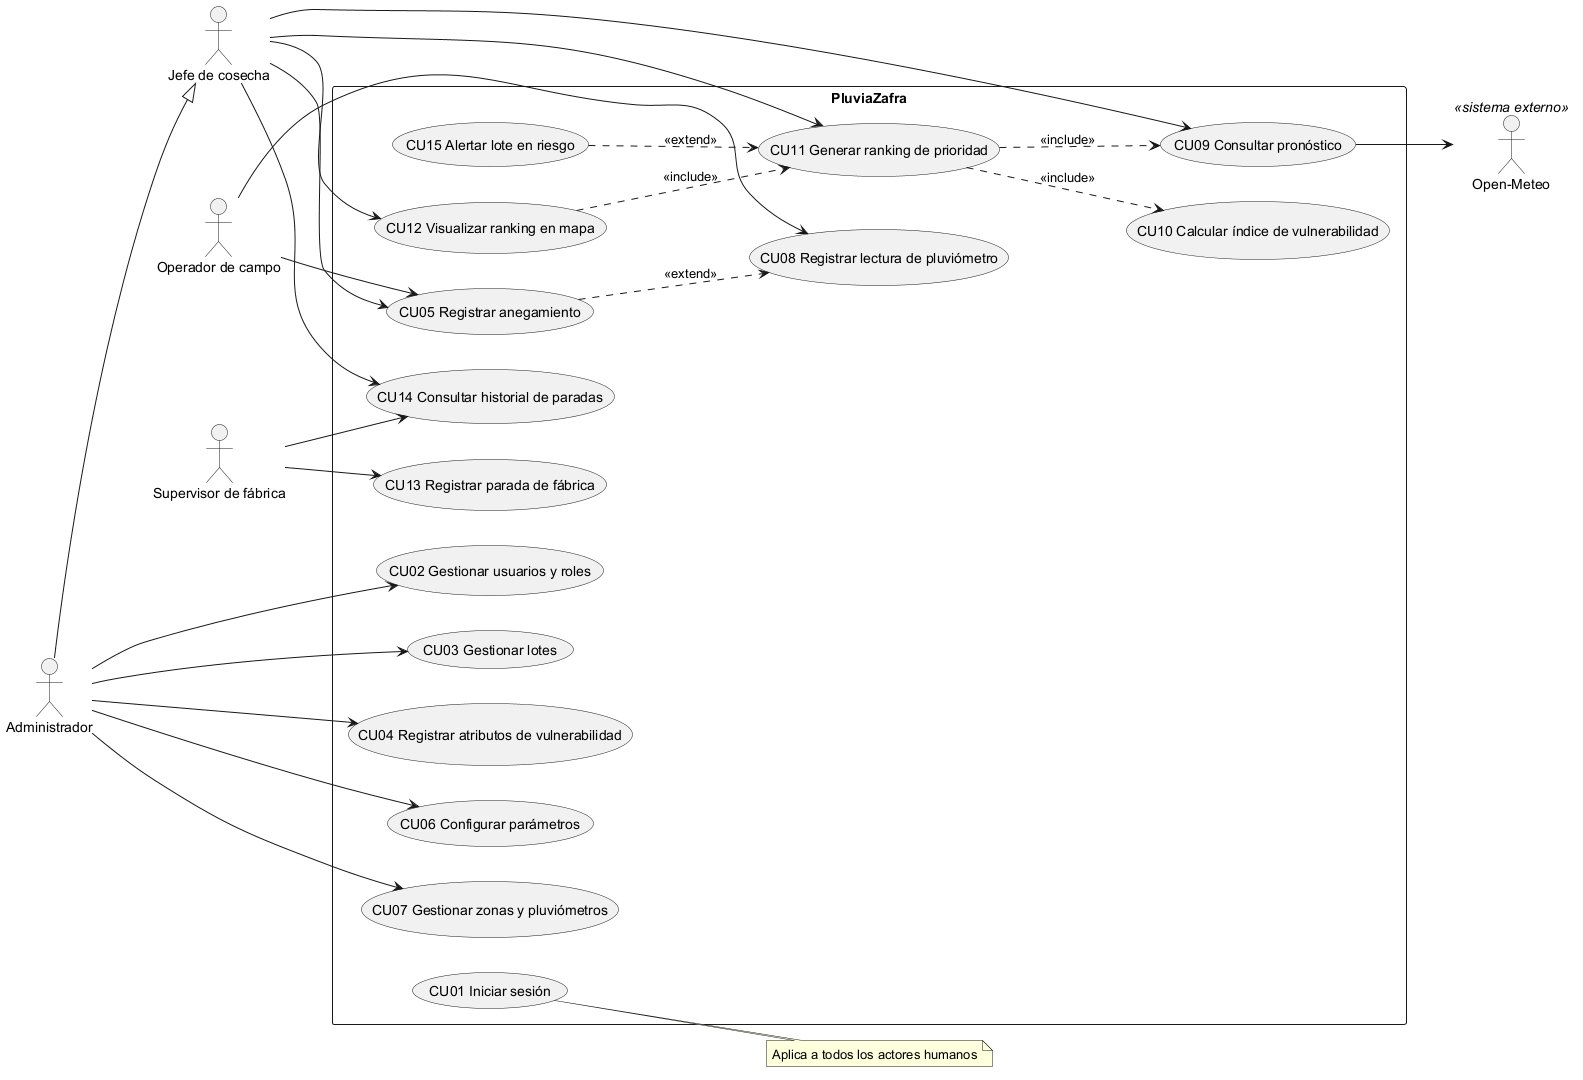 Jefe de cosecha
PluviaZafra
«sistema externo»
Open-Meteo
CU15 Alertar lote en riesgo
«extend»
CU11 Generar ranking de prioridad
«include»
CU09 Consultar pronóstico
«include»
«include»
CU12 Visualizar ranking en mapa
CU10 Calcular índice de vulnerabilidad
Operador de campo
CU08 Registrar lectura de pluviómetro
«extend»
CU05 Registrar anegamiento
CU14 Consultar historial de paradas
Supervisor de fábrica
CU13 Registrar parada de fábrica
CU02 Gestionar usuarios y roles
CU03 Gestionar lotes
Administrador
CU04 Registrar atributos de vulnerabilidad
CU06 Configurar parámetros
CU07 Gestionar zonas y pluviómetros
CU01 Iniciar sesión
Aplica a todos los actores humanos